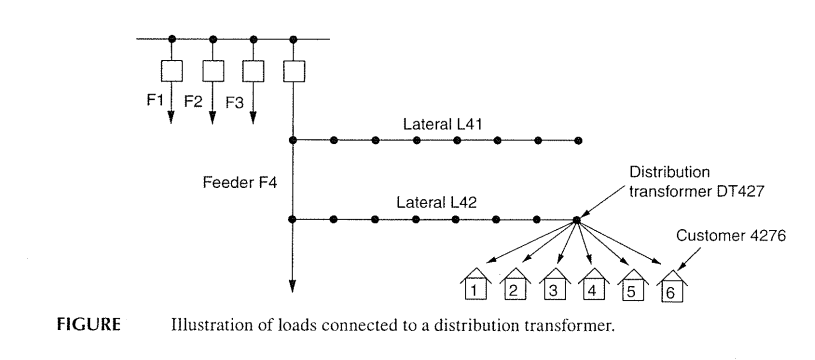 F1 F2 F3
Lateral L41
Feeder F4
Distribution
transformer DT427
Lateral L42
Customer 4276
1 2 3 4 5 6
FIGURE Illustration of loads connected to a distribution transformer.